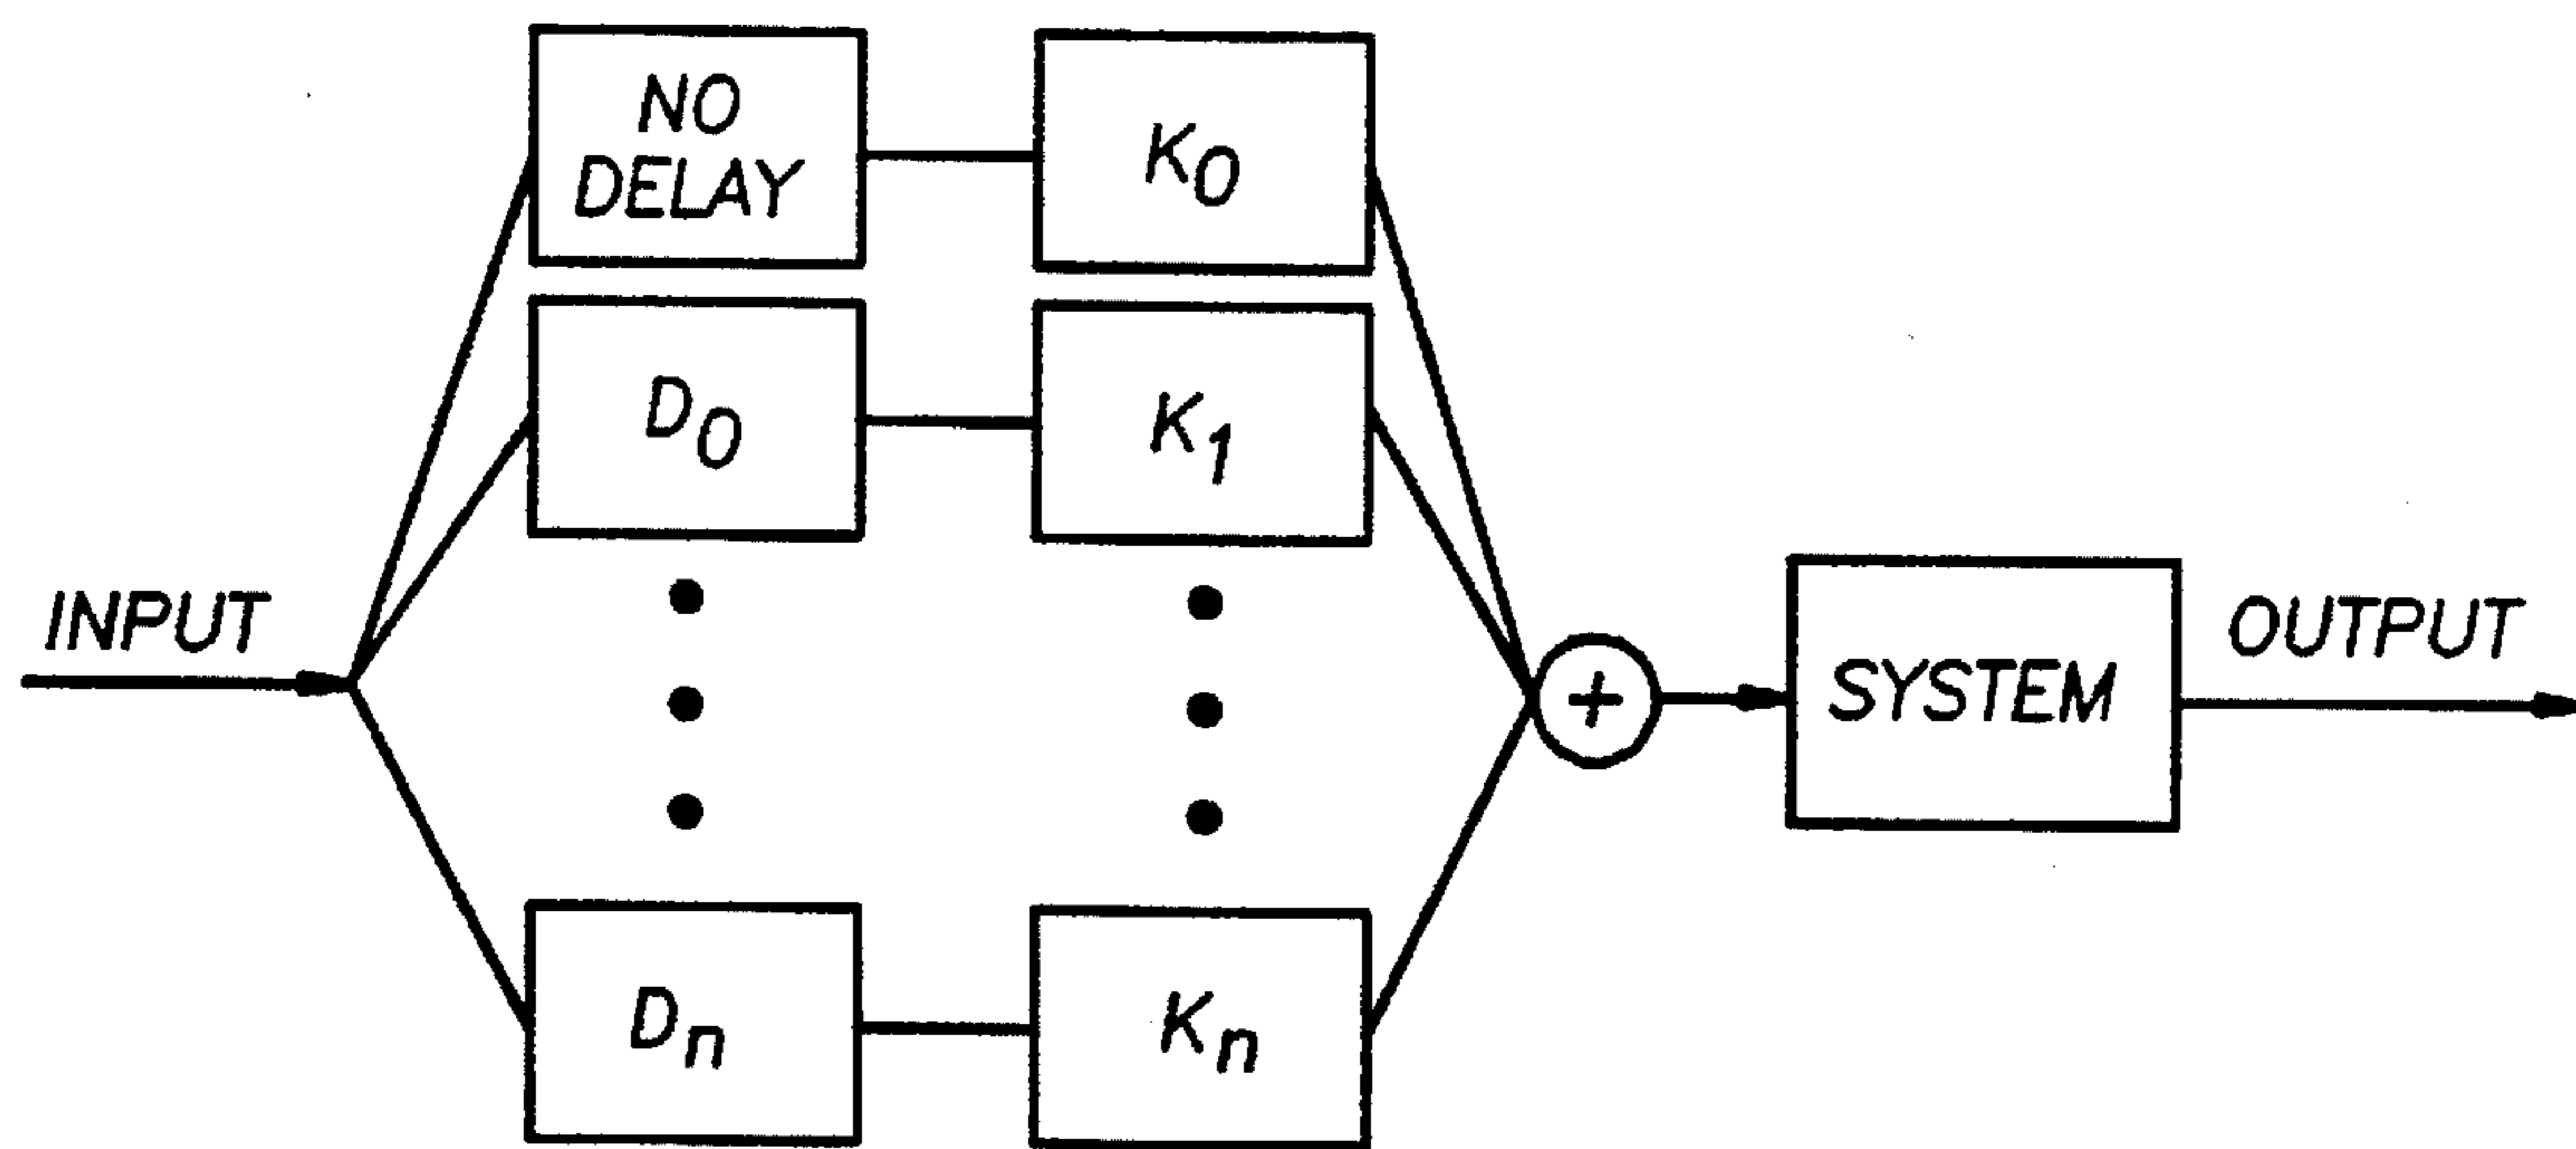 NO
DELAY
K0
D0
K1
INPUT
+
SYSTEM
OUTPUT
Dn
Kn